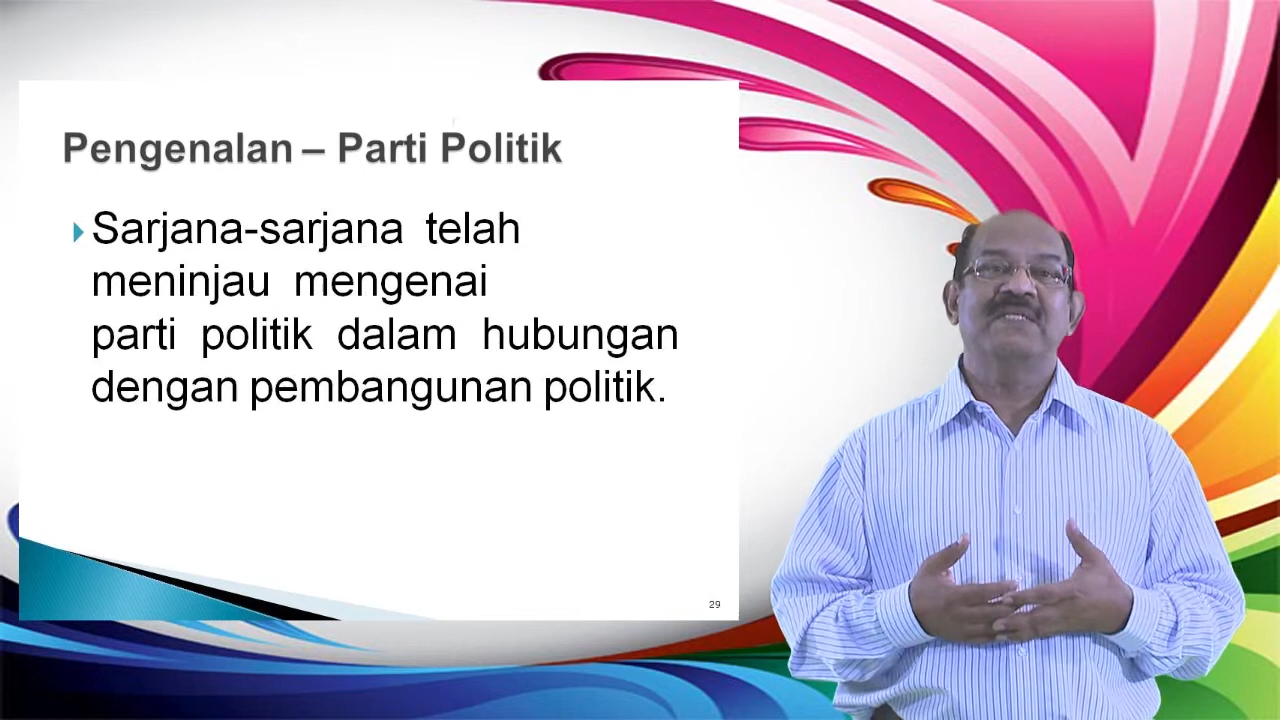 Pengenalan – Parti Politik
Sarjana-sarjana telah
meninjau mengenai
parti politik dalam hubungan
dengan pembangunan politik.
29